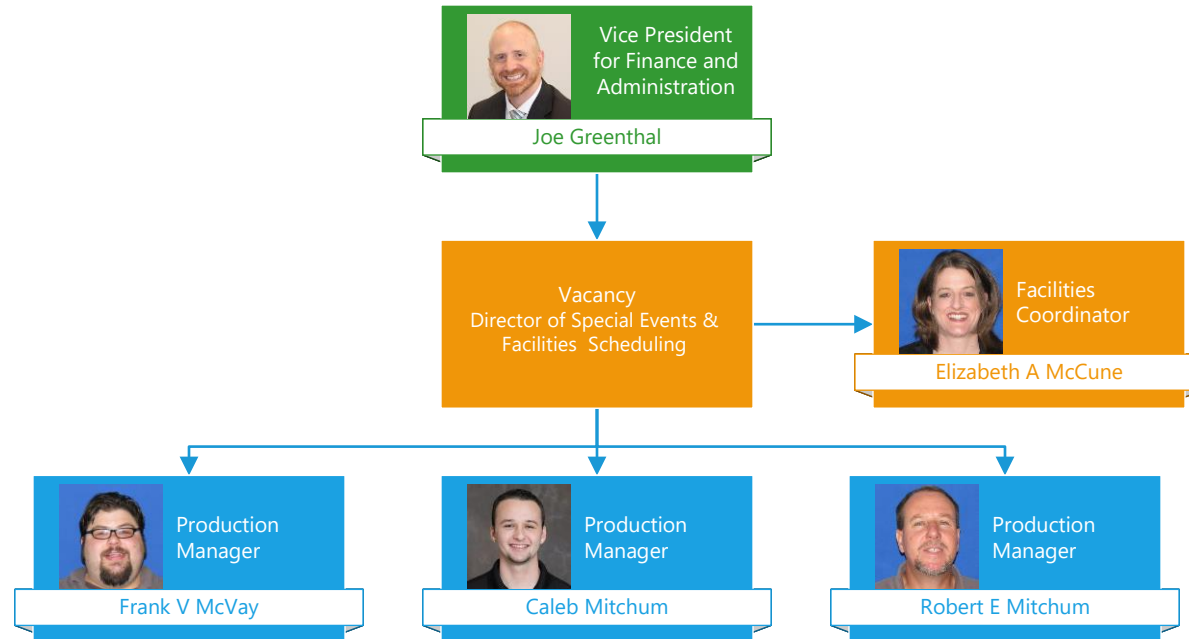 Vice President
for Finance and
Administration
Joe Greenthal
Vacancy
Director of Special Events &
Facilities  Scheduling
Facilities
Coordinator
Elizabeth A McCune
Production
Manager
Frank V McVay
Production
Manager
Caleb Mitchum
Production
Manager
Robert E Mitchum